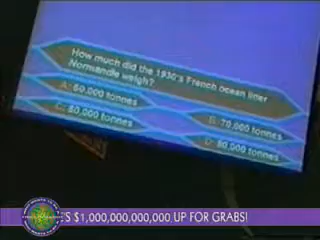 How much did the 1930's French ocean liner
Normandie weigh?
A: 60,000 tonnes
B: 70,000 tonnes
C: 80,000 tonnes
D: 90,000 tonnes
'S $1,000,000,000,000 UP FOR GRABS!